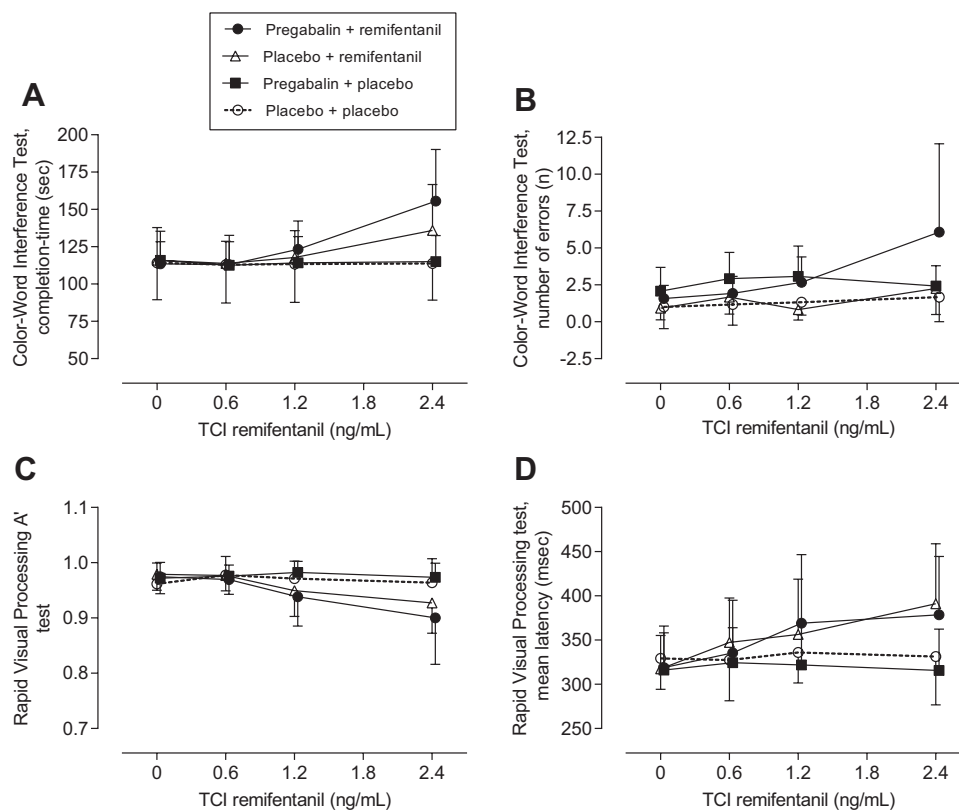 Pregabalin + remifentanil
Placebo + remifentanil
Pregabalin + placebo
Placebo + placebo
A
Color-Word Interference Test,
completion-time (sec)
200
175
150
125
100
75
50
0 0.6 1.2 1.8 2.4
TCI remifentanil (ng/mL)
B
Color-Word Interference Test,
number of errors (n)
12.5
10.0
7.5
5.0
2.5
0.0
-2.5
0 0.6 1.2 1.8 2.4
TCI remifentanil (ng/mL)
C
Rapid Visual Processing A'
test
1.1
1.0
0.9
0.8
0.7
0 0.6 1.2 1.8 2.4
TCI remifentanil (ng/mL)
D
Rapid Visual Processing test,
mean latency (msec)
500
450
400
350
300
250
0 0.6 1.2 1.8 2.4
TCI remifentanil (ng/mL)